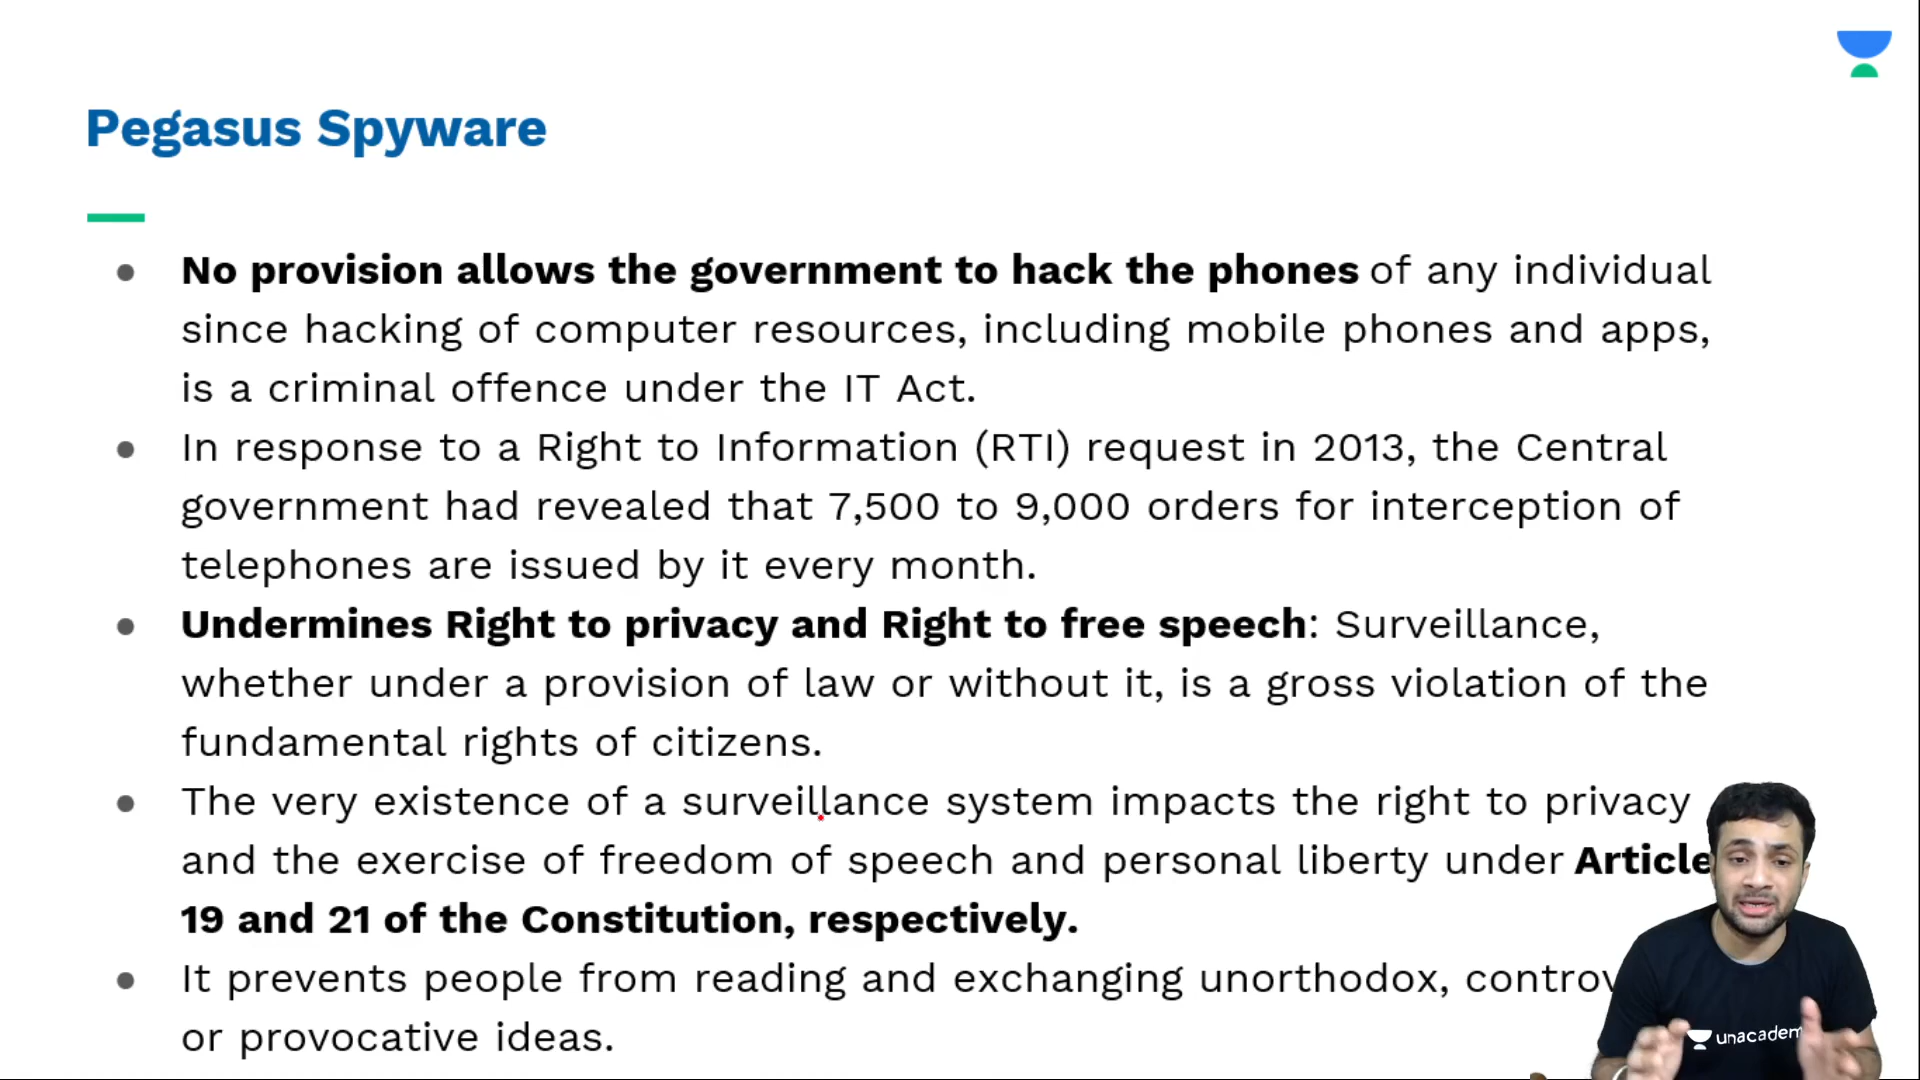 Pegasus Spyware
No provision allows the government to hack the phones of any individual
since hacking of computer resources, including mobile phones and apps,
is a criminal offence under the IT Act.
In response to a Right to Information (RTI) request in 2013, the Central
government had revealed that 7,500 to 9,000 orders for interception of
telephones are issued by it every month.
Undermines Right to privacy and Right to free speech: Surveillance,
whether under a provision of law or without it, is a gross violation of the
fundamental rights of citizens.
The very existence of a surveillance system impacts the right to privacy
and the exercise of freedom of speech and personal liberty under Article
19 and 21 of the Constitution, respectively.
It prevents people from reading and exchanging unorthodox,
or provocative ideas.